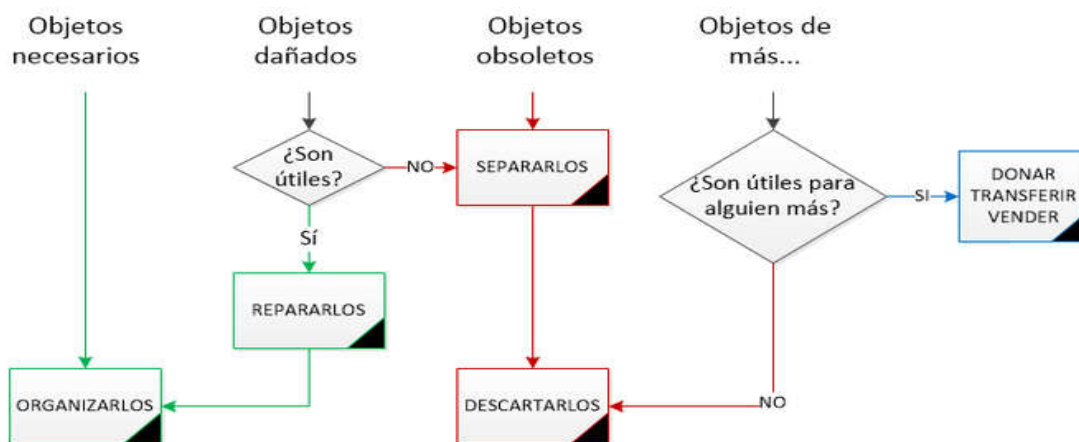 Objetos
necesarios
Objetos
dañados
Objetos
obsoletos
Objetos de
más...
¿Son
útiles?
NO
SEPARARLOS
¿Son útiles para
alguien más?
SI
DONAR
TRANSFERIR
VENDER
Sí
REPARARLOS
ORGANIZARLOS
DESCARTARLOS
NO